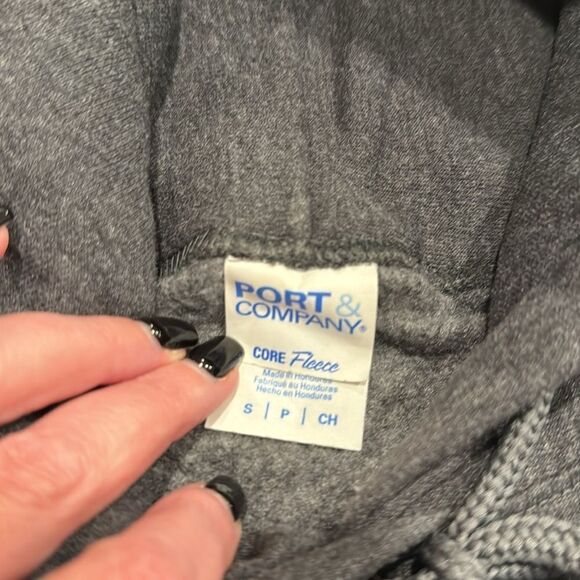 PORT &
COMPANY®
CORE Fleece
Made in Honduras
Fabriqué au Honduras
Hecho en Honduras
S | P | CH